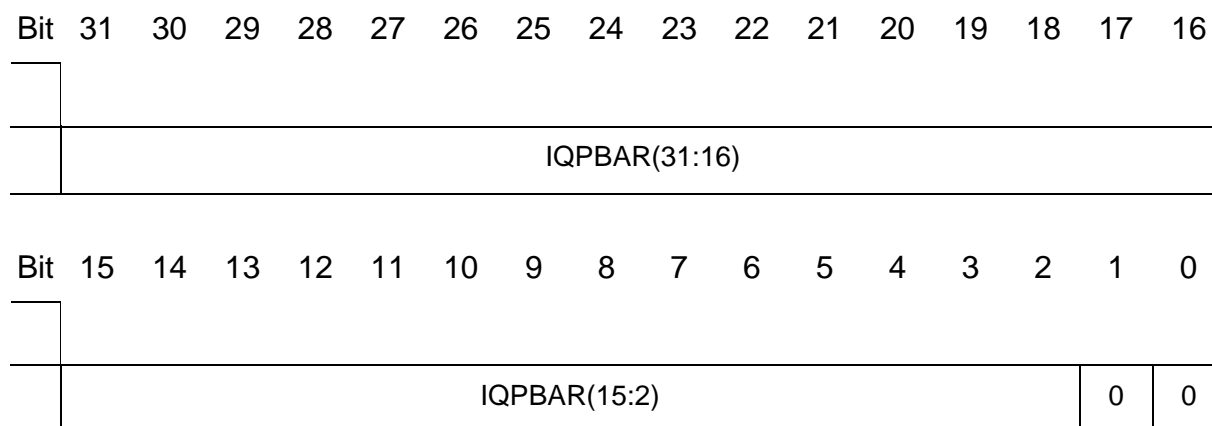 Bit 31 30 29 28 27 26 25 24 23 22 21 20 19 18 17 16
IQPBAR(31:16)
Bit 15 14 13 12 11 10 9 8 7 6 5 4 3 2 1 0
IQPBAR(15:2) 0 0